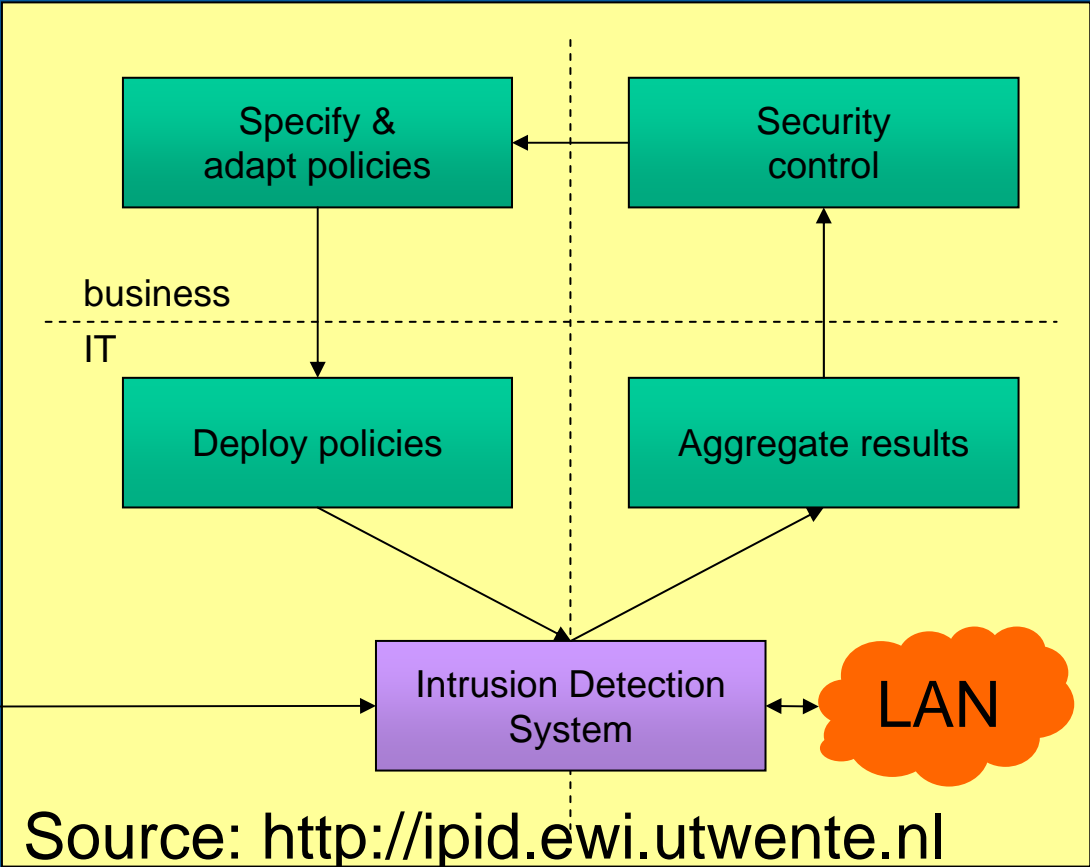 Specify &
adapt policies
Security
control
business
IT
Deploy policies
Aggregate results
Intrusion Detection
System
LAN
Source: http://ipid.ewi.utwente.nl